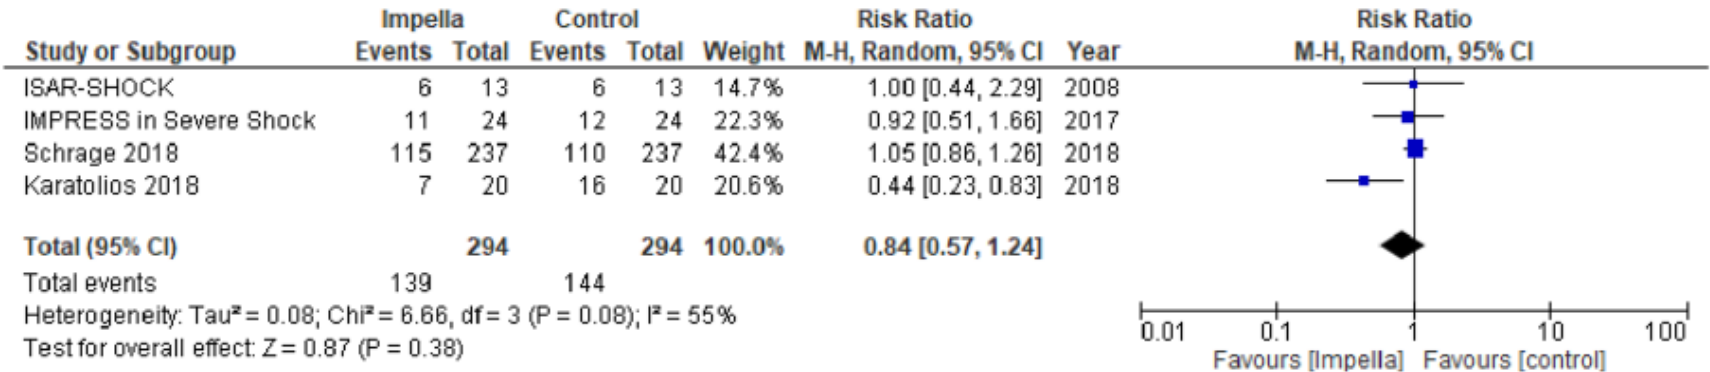 Impella Control Risk Ratio Risk Ratio
Study or Subgroup Events Total Events Total Weight M-H, Random, 95% CI Year M-H, Random, 95% CI
ISAR-SHOCK 6 13 6 13 14.7% 1.00 [0.44, 2.29] 2008
IMPRESS in Severe Shock 11 24 12 24 22.3% 0.92 [0.51, 1.66] 2017
Schrage 2018 115 237 110 237 42.4% 1.05 [0.86, 1.26] 2018
Karatolios 2018 7 20 16 20 20.6% 0.44 [0.23, 0.83] 2018
Total (95% CI) 294 294 100.0% 0.84 [0.57, 1.24]
Total events 139 144
Heterogeneity: Tau² = 0.08; Chi² = 6.66, df = 3 (P = 0.08); I² = 55%
Test for overall effect: Z = 0.87 (P = 0.38)
0.01 0.1 1 10 100
Favours [Impella] Favours [control]